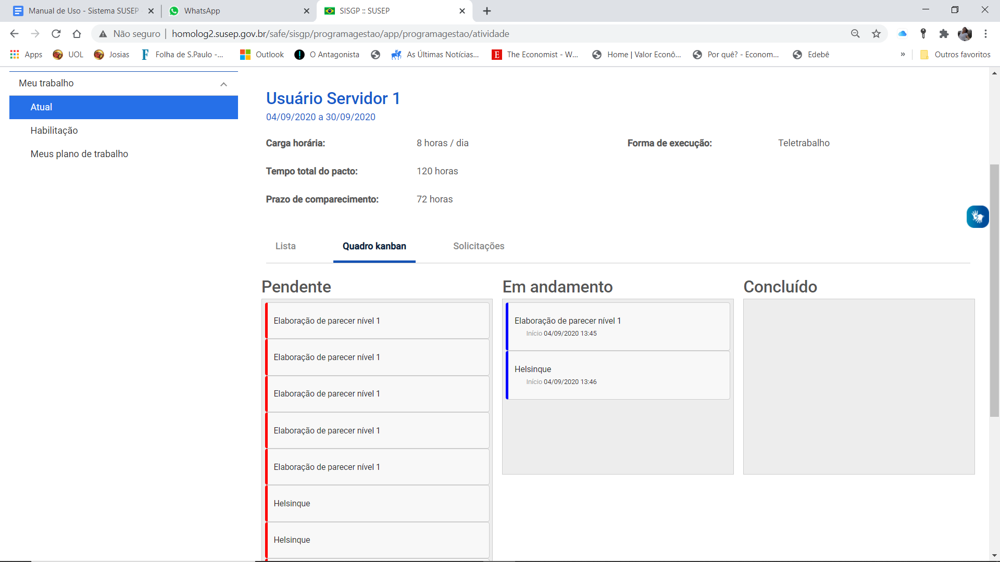 Manual de Uso - Sistema SUSEP
WhatsApp
SISGP :: SUSEP
Não seguro | homolog2.susep.gov.br/safe/sisgp/programagestao/app/programagestao/atividade
Apps UOL Josias Folha de S.Paulo -... Outlook O Antagonista As Últimas Notícias... The Economist - W... Home | Valor Econô... Por quê? - Econom... Edebê » Outros favoritos
Meu trabalho
Atual
Habilitação
Meus plano de trabalho
Usuário Servidor 1
04/09/2020 a 30/09/2020
Carga horária: 8 horas / dia Forma de execução: Teletrabalho
Tempo total do pacto: 120 horas
Prazo de comparecimento: 72 horas
Lista Quadro kanban Solicitações
Pendente
Elaboração de parecer nível 1
Elaboração de parecer nível 1
Elaboração de parecer nível 1
Elaboração de parecer nível 1
Elaboração de parecer nível 1
Helsinque
Helsinque
Em andamento
Elaboração de parecer nível 1
Início 04/09/2020 13:45
Helsinque
Início 04/09/2020 13:46
Concluído